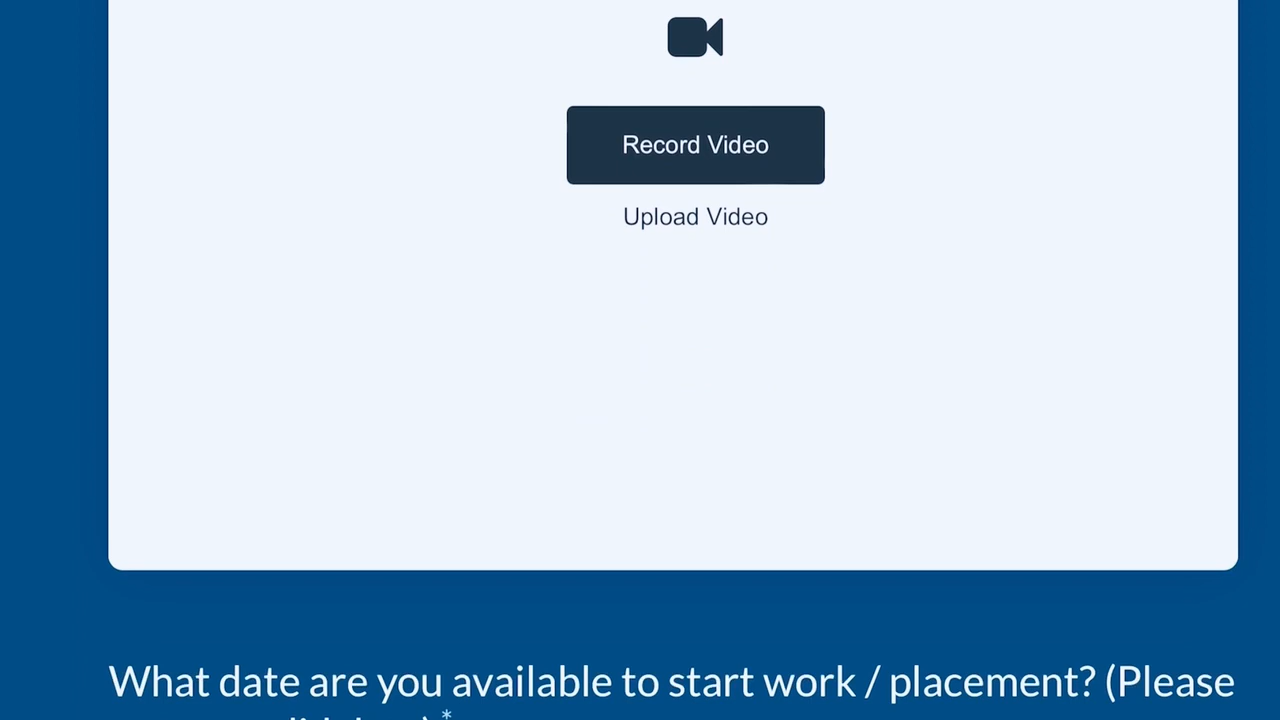 Record Video
Upload Video
What date are you available to start work / placement? (Please
*